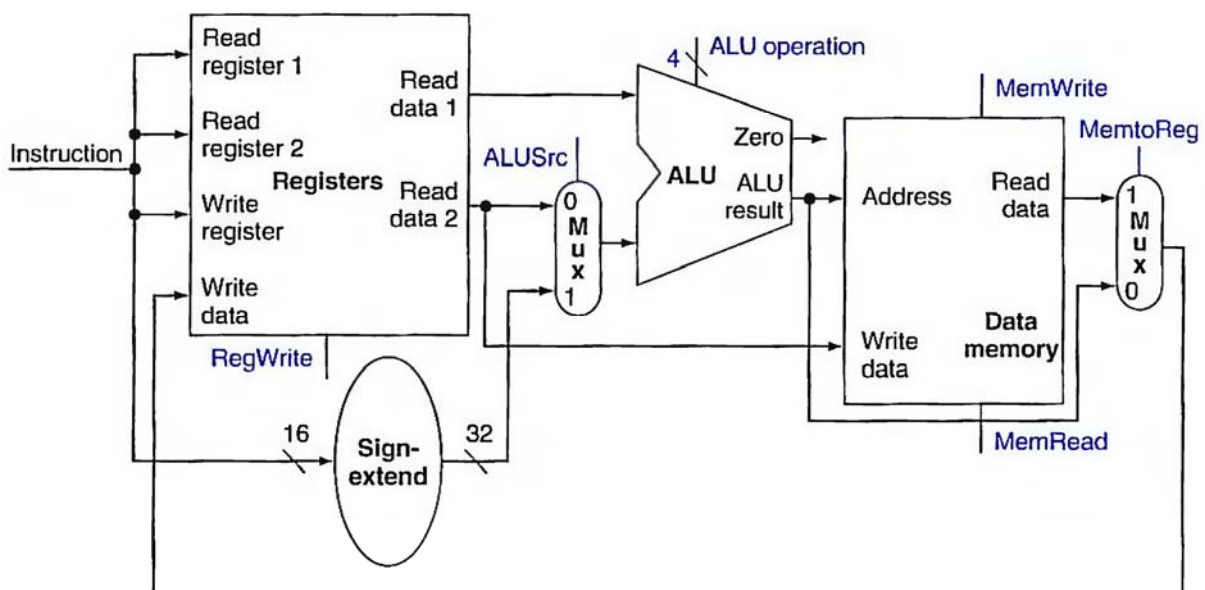 Instruction
Read
register 1
Read
register 2
Registers
Write
register
Write
data
Read
data 1
Read
data 2
RegWrite
16
Sign-
extend
32
ALUSrc
0
M
u
x
1
4
ALU operation
Zero
ALU
ALU
result
MemWrite
Address
Read
data
Write
data
Data
memory
MemRead
MemtoReg
1
M
u
x
0